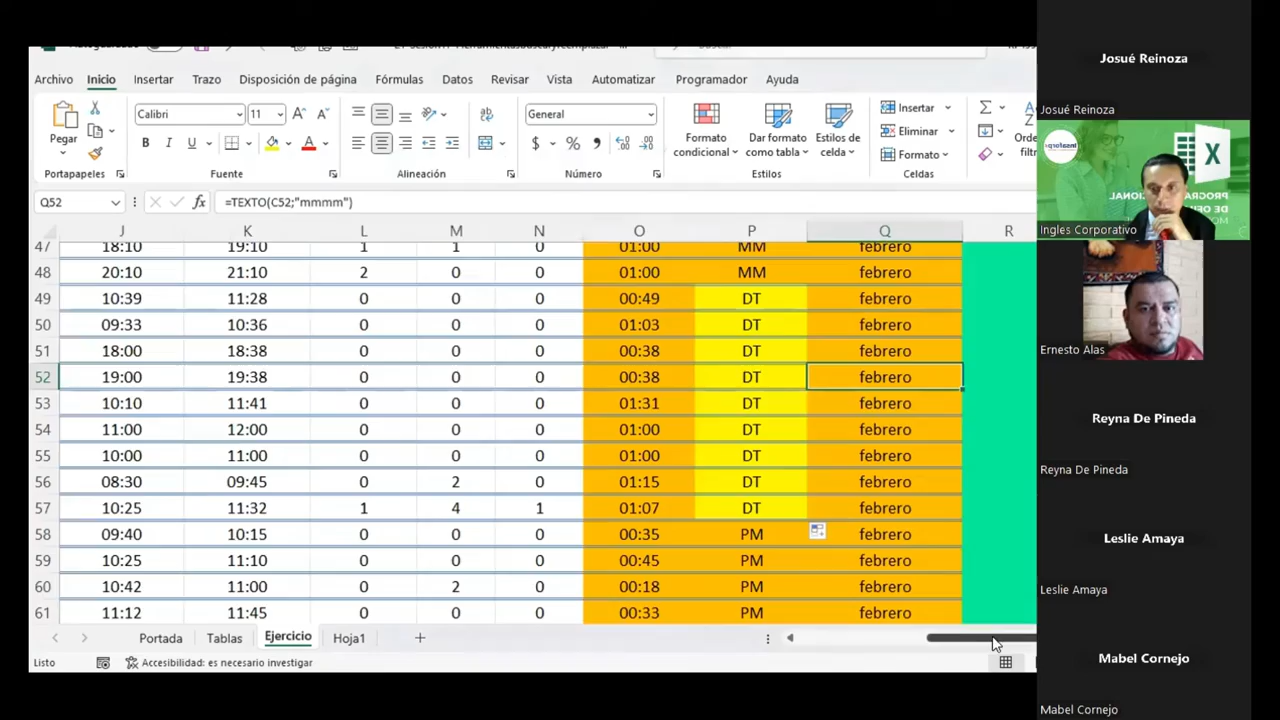 Archivo Inicio Insertar Trazo Disposición de página Fórmulas Datos Revisar Vista Automatizar Programador Ayuda
Pegar
Calibri 11
General
Formato condicional
Dar formato como tabla
Estilos de celda
Insertar
Eliminar
Formato
Portapapeles Fuente Alineación Número Estilos Celdas
Q52 fx =TEXTO(C52;"mmmm")
J K L M N O P Q R
47 18:10 19:10 1 1 0 01:00 MM febrero
48 20:10 21:10 2 0 0 01:00 MM febrero
49 10:39 11:28 0 0 0 00:49 DT febrero
50 09:33 10:36 0 0 0 01:03 DT febrero
51 18:00 18:38 0 0 0 00:38 DT febrero
52 19:00 19:38 0 0 0 00:38 DT febrero
53 10:10 11:41 0 0 0 01:31 DT febrero
54 11:00 12:00 0 0 0 01:00 DT febrero
55 10:00 11:00 0 0 0 01:00 DT febrero
56 08:30 09:45 0 2 0 01:15 DT febrero
57 10:25 11:32 1 4 1 01:07 DT febrero
58 09:40 10:15 0 0 0 00:35 PM febrero
59 10:25 11:10 0 0 0 00:45 PM febrero
60 10:42 11:00 0 2 0 00:18 PM febrero
61 11:12 11:45 0 0 0 00:33 PM febrero
Portada Tablas Ejercicio Hoja1
Listo Accesibilidad: es necesario investigar
Josué Reinoza
Josué Reinoza
Ingles Corporativo
Ernesto Alas
Reyna De Pineda
Reyna De Pineda
Leslie Amaya
Leslie Amaya
Mabel Cornejo
Mabel Cornejo